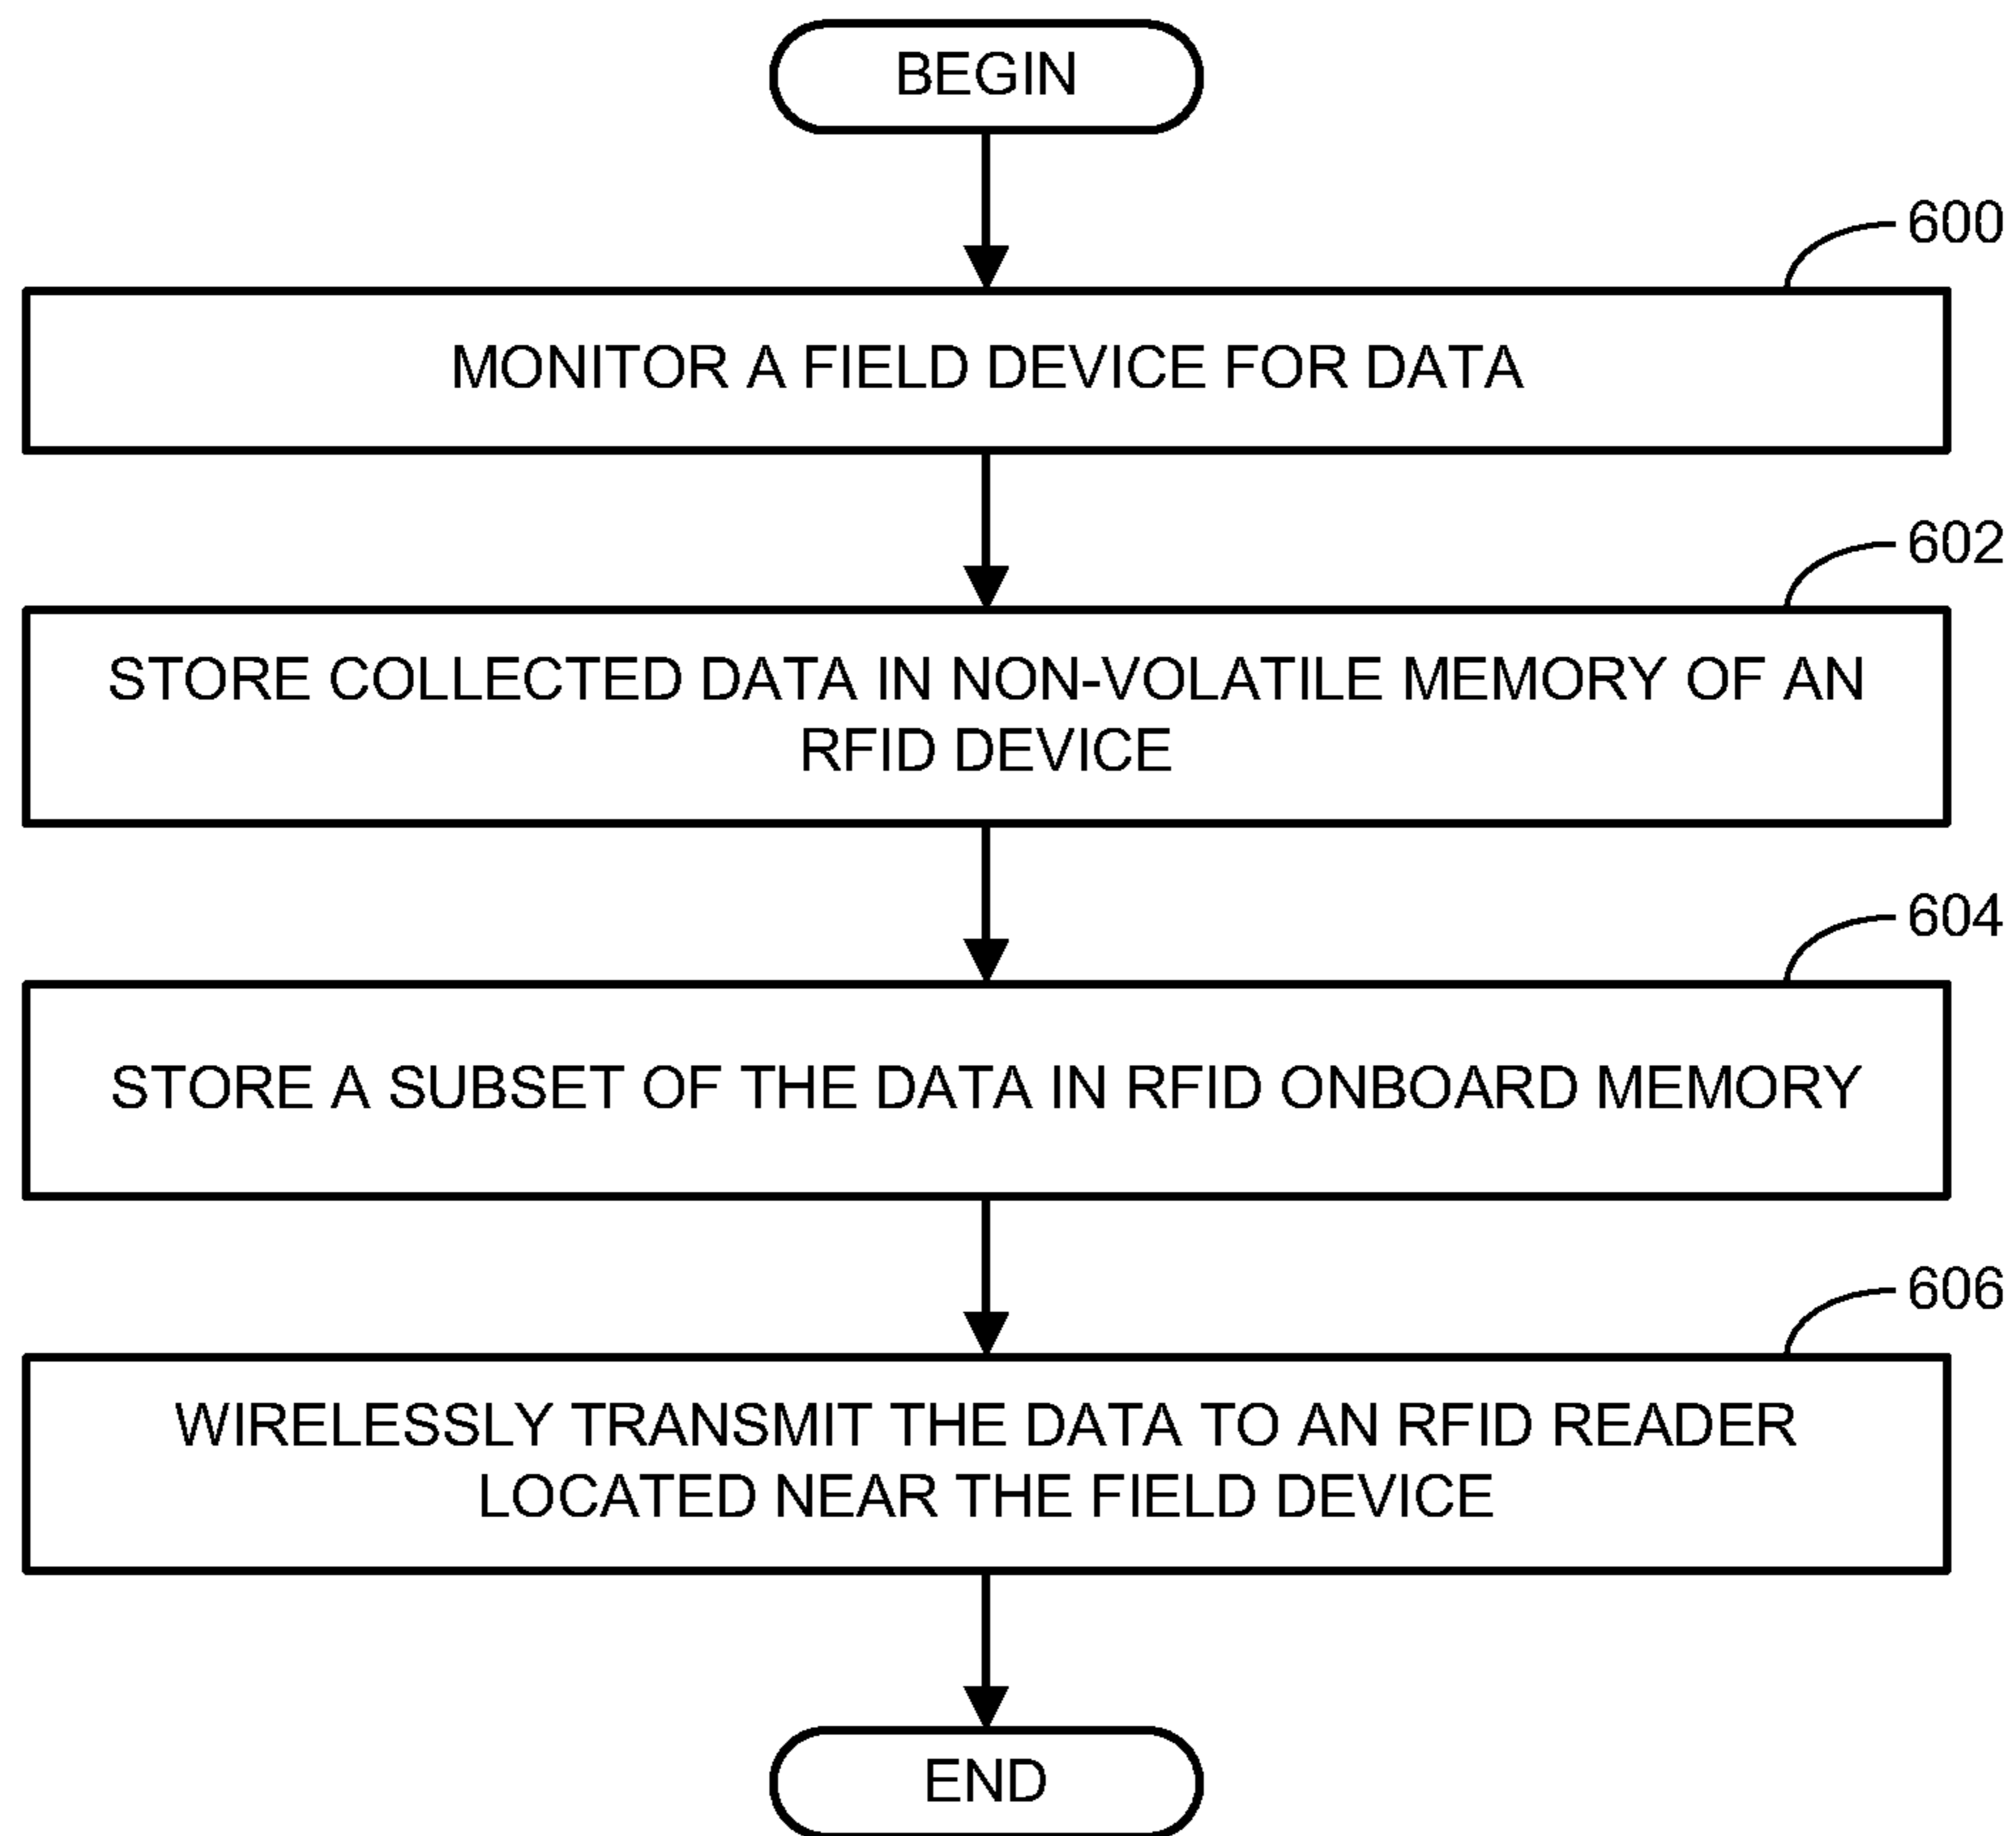 BEGIN
600
MONITOR A FIELD DEVICE FOR DATA
602
STORE COLLECTED DATA IN NON-VOLATILE MEMORY OF AN
RFID DEVICE
604
STORE A SUBSET OF THE DATA IN RFID ONBOARD MEMORY
606
WIRELESSLY TRANSMIT THE DATA TO AN RFID READER
LOCATED NEAR THE FIELD DEVICE
END